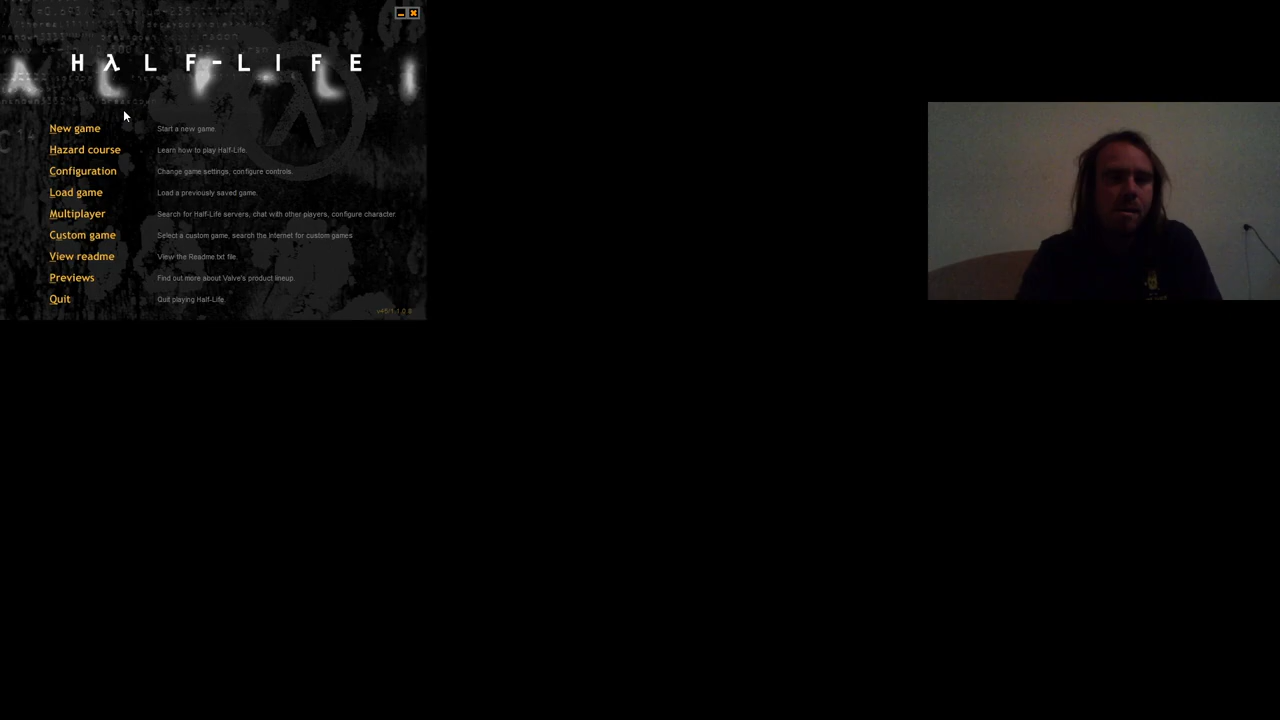 HλLF-LIFE
New game Start a new game.
Hazard course Learn how to play Half-Life.
Configuration Change game settings, configure controls.
Load game Load a previously saved game.
Multiplayer Search for Half-Life servers, chat with other players, configure character
Custom game Select a custom game, search the Internet for custom games
View readme View the Readme.txt file.
Previews Find out more about Valve's product lineup.
Quit Quit playing Half-Life.